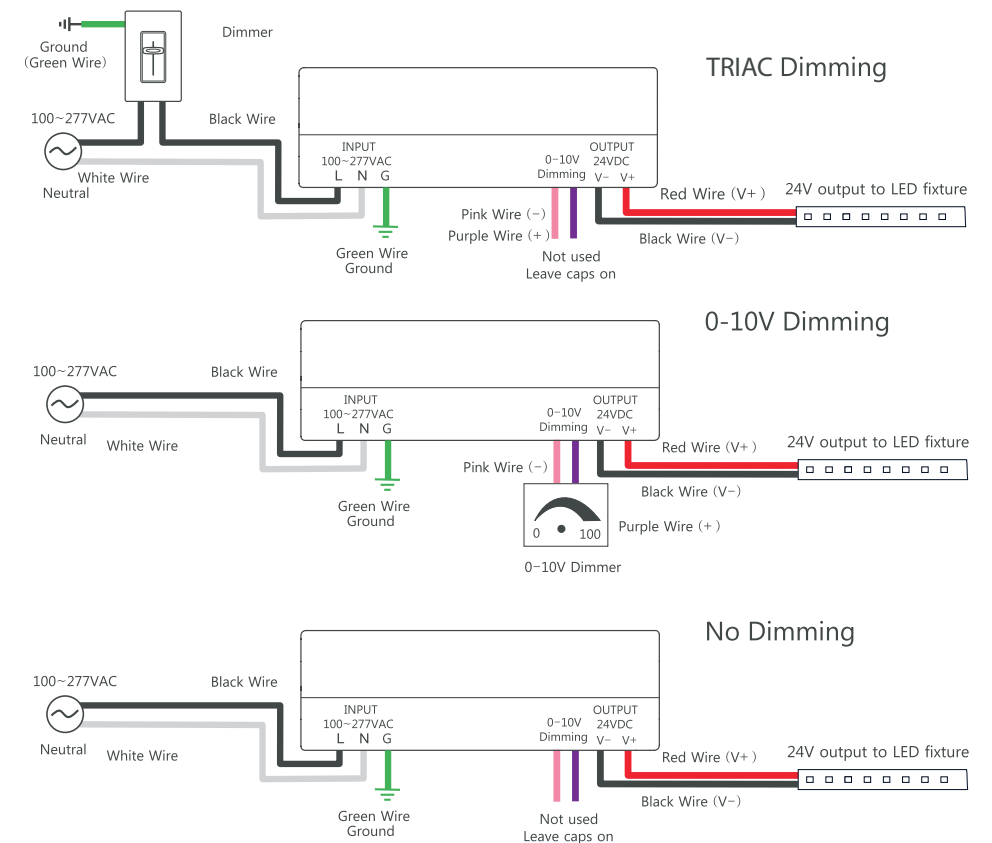 Dimmer
Ground
(Green Wire)
TRIAC Dimming
100~277VAC
Black Wire
White Wire
Neutral
INPUT
100~277VAC
L N G
0-10V
Dimming
OUTPUT
24VDC
V- V+
Green Wire
Ground
Pink Wire (-)
Purple Wire (+)
Not used
Leave caps on
Red Wire (V+)
Black Wire (V-)
24V output to LED fixture
0-10V Dimming
100~277VAC
Black Wire
Neutral
White Wire
INPUT
100~277VAC
L N G
0-10V
Dimming
OUTPUT
24VDC
V- V+
Green Wire
Ground
Pink Wire (-)
0 100
Purple Wire (+)
0-10V Dimmer
Red Wire (V+)
Black Wire (V-)
24V output to LED fixture
No Dimming
100~277VAC
Black Wire
Neutral
White Wire
INPUT
100~277VAC
L N G
0-10V
Dimming
OUTPUT
24VDC
V- V+
Green Wire
Ground
Not used
Leave caps on
Red Wire (V+)
Black Wire (V-)
24V output to LED fixture